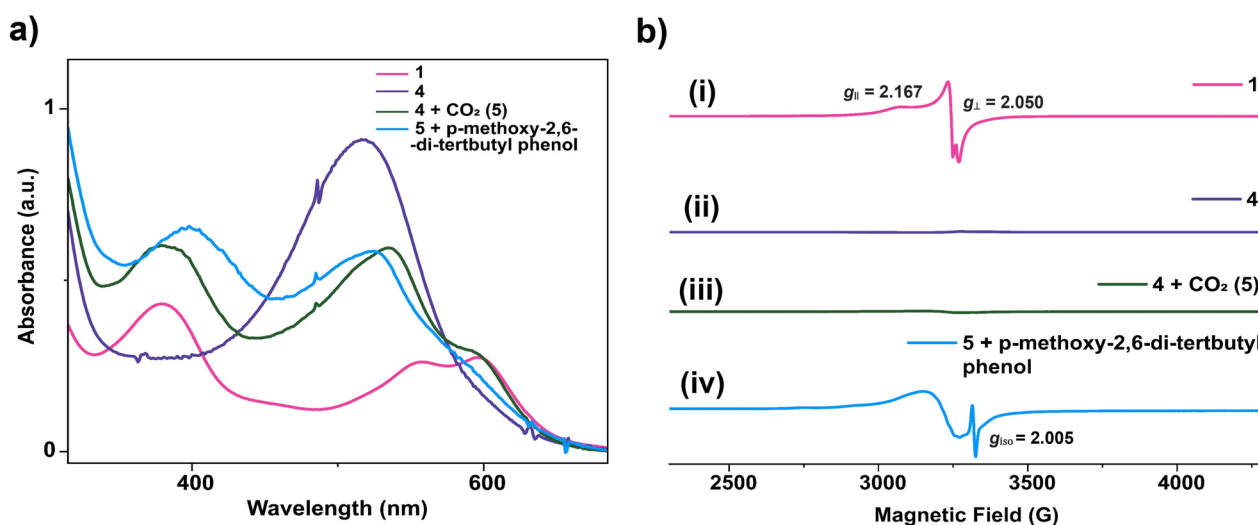 a)
1
4
4 + CO₂ (5)
5 + p-methoxy-2,6-
-di-tertbutyl phenol
1
0
Absorbance (a.u.)
400
600
Wavelength (nm)
b)
(i)
g∥ = 2.167
g⊥ = 2.050
1
(ii)
4
(iii)
4 + CO₂ (5)
(iv)
5 + p-methoxy-2,6-di-tertbutyl
phenol
giso = 2.005
2500
3000
3500
4000
Magnetic Field (G)